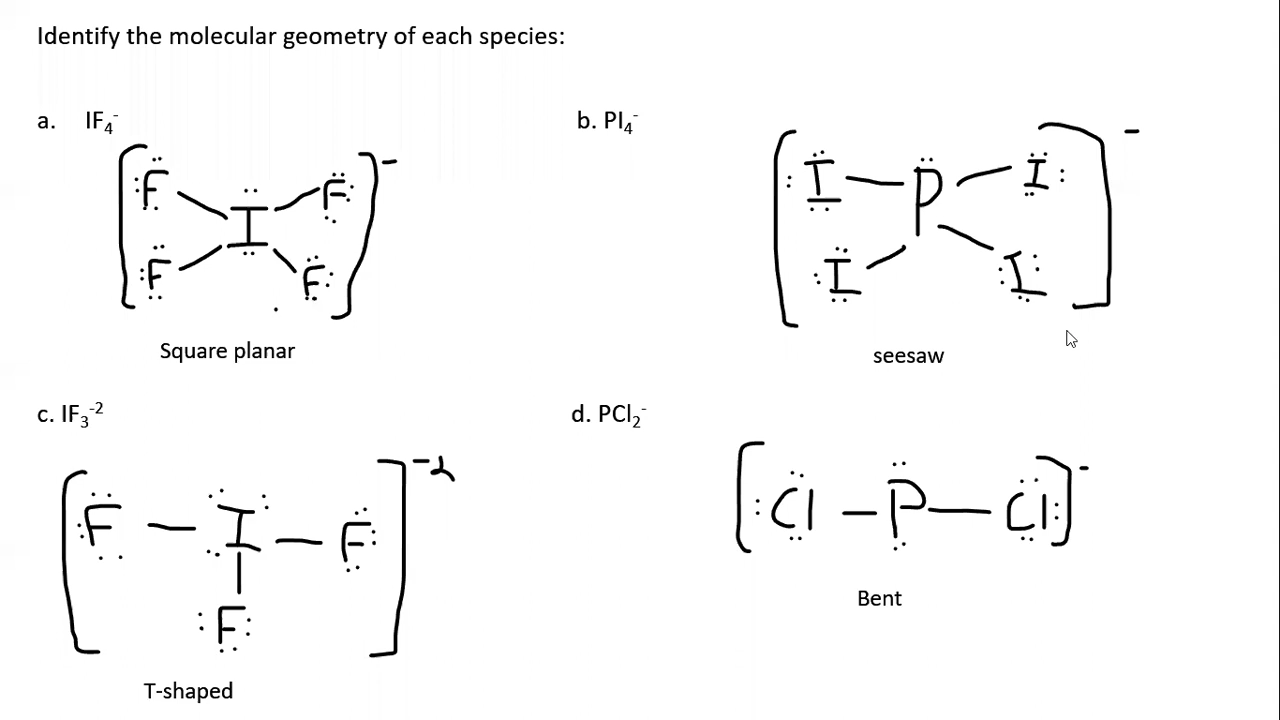 Identify the molecular geometry of each species:
a. IF₄⁻
b. PI₄⁻
F I F
F F
-
I P I
I I
-
Square planar
seesaw
c. IF₃⁻²
d. PCl₂⁻
F – I – F
F
-2
Cl – P – Cl
-
Bent
T-shaped